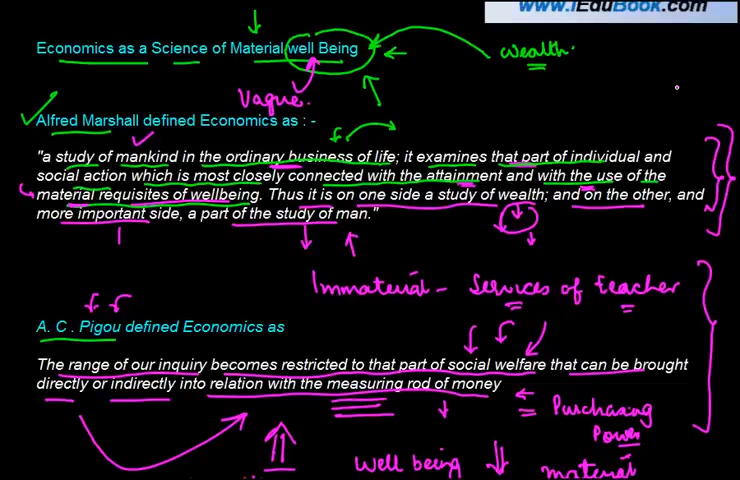 www.iEduBook.com
Economics as a Science of Material well Being
Wealth.
Vague.
Alfred Marshall defined Economics as : -
"a study of mankind in the ordinary business of life; it examines that part of individual and
social action which is most closely connected with the attainment and with the use of the
material requisites of wellbeing. Thus it is on one side a study of wealth; and on the other, and
more important side, a part of the study of man."
Immaterial - Services of teacher
A. C . Pigou defined Economics as
The range of our inquiry becomes restricted to that part of social welfare that can be brought
directly or indirectly into relation with the measuring rod of money
= Purchasing
Power
well being
material